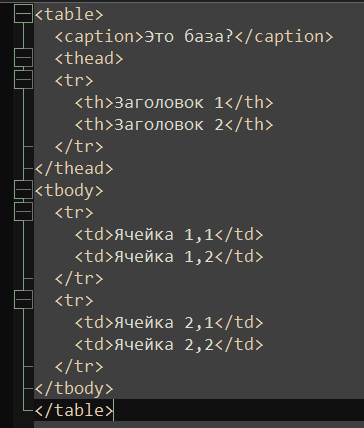 <table>
  <caption>Это база?</caption>
  <thead>
  <tr>
    <th>Заголовок 1</th>
    <th>Заголовок 2</th>
  </tr>
</thead>
<tbody>
  <tr>
    <td>Ячейка 1,1</td>
    <td>Ячейка 1,2</td>
  </tr>
  <tr>
    <td>Ячейка 2,1</td>
    <td>Ячейка 2,2</td>
  </tr>
</tbody>
</table>